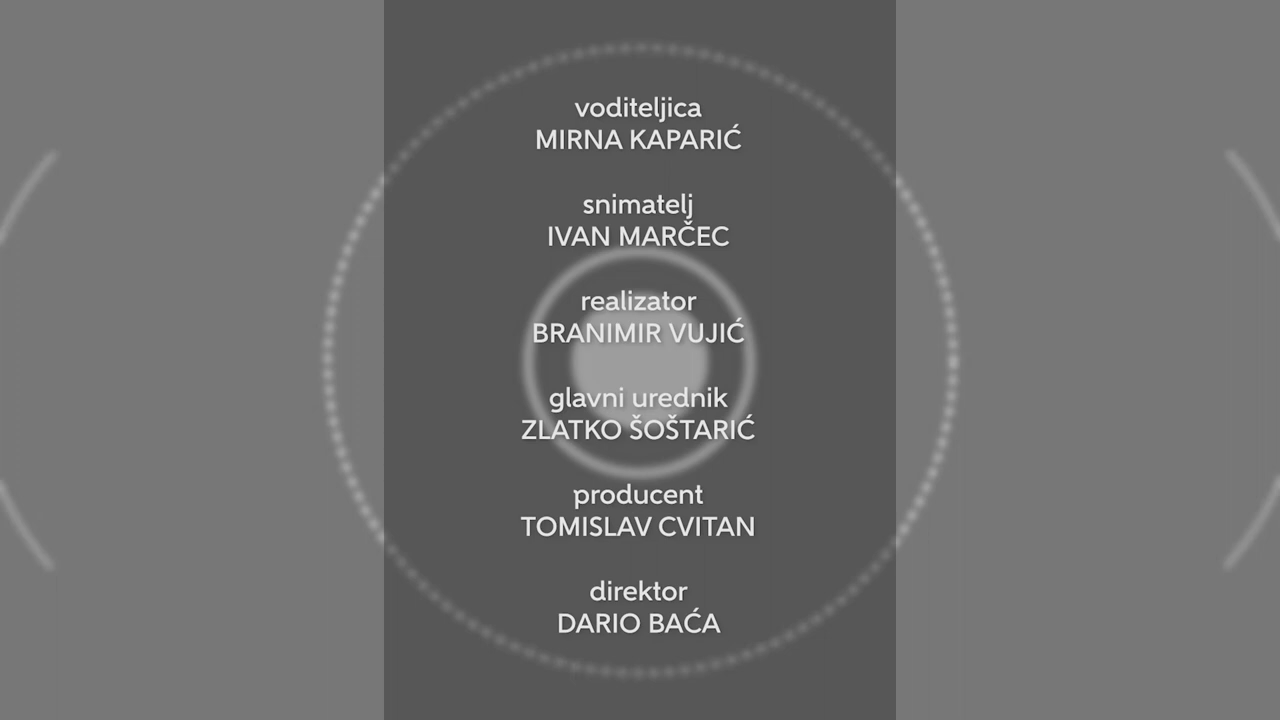 voditeljica
MIRNA KAPARIĆ
snimatelj
IVAN MARČEC
realizator
BRANIMIR VUJIĆ
glavni urednik
ZLATKO ŠOŠTARIĆ
producent
TOMISLAV CVITAN
direktor
DARIO BAĆA